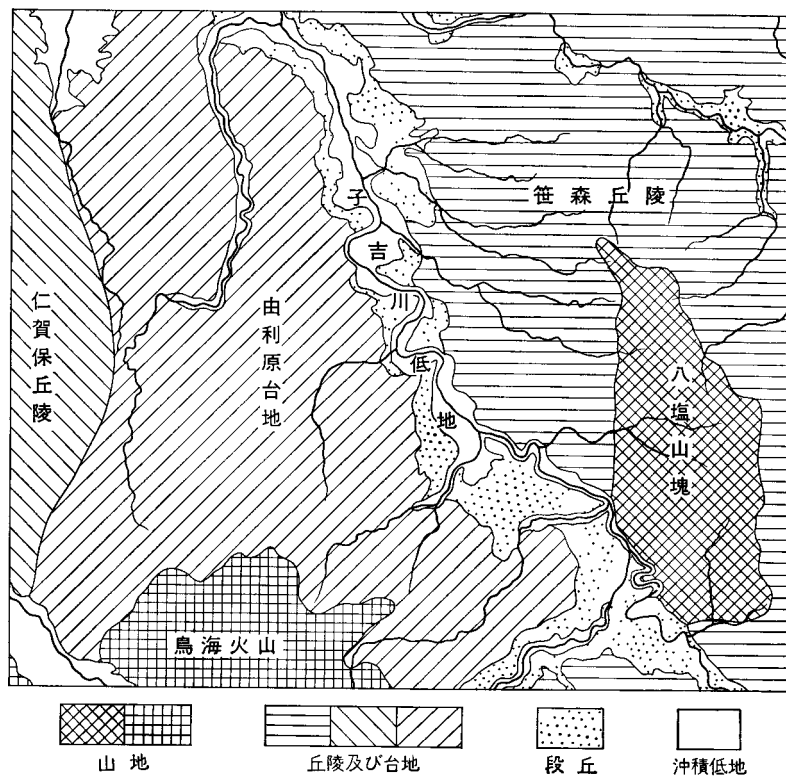 仁賀保丘陵
由利原台地
子吉川低地
笹森丘陵
八塩山塊
鳥海火山
山地
丘陵及び台地
段丘
沖積低地